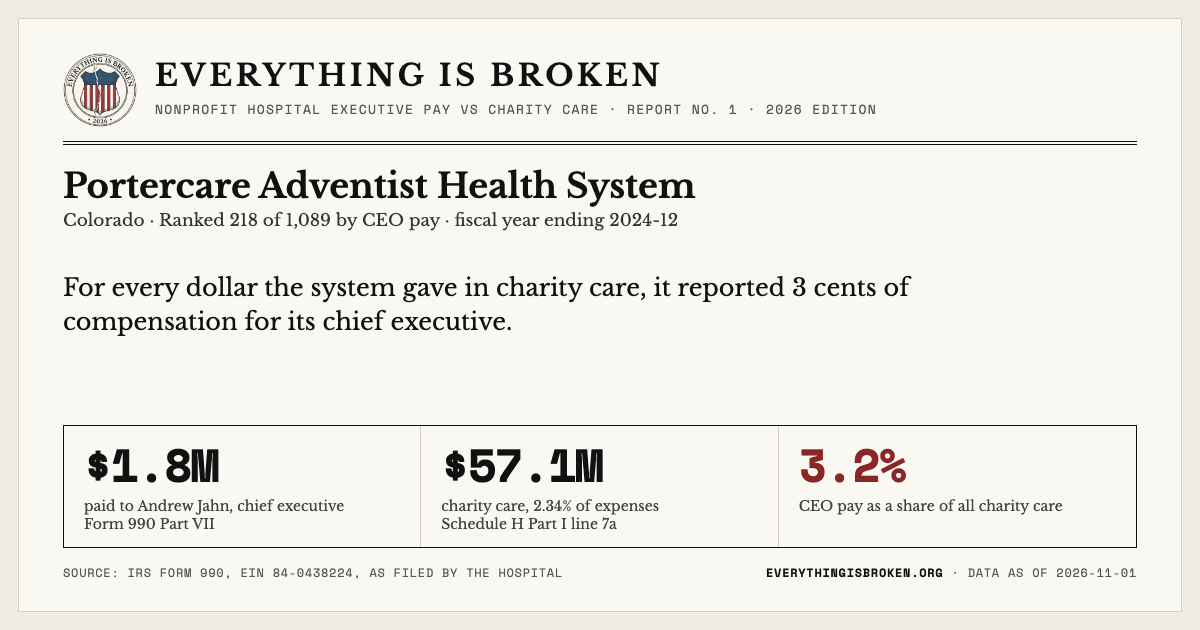 EVERYTHING IS BROKEN
2026
EVERYTHING IS BROKEN
NONPROFIT HOSPITAL EXECUTIVE PAY VS CHARITY CARE · REPORT NO. 1 · 2026 EDITION
Portercare Adventist Health System
Colorado · Ranked 218 of 1,089 by CEO pay · fiscal year ending 2024-12
For every dollar the system gave in charity care, it reported 3 cents of
compensation for its chief executive.
$1.8M
paid to Andrew Jahn, chief executive
Form 990 Part VII
$57.1M
charity care, 2.34% of expenses
Schedule H Part I line 7a
3.2%
CEO pay as a share of all charity care
SOURCE: IRS FORM 990, EIN 84-0438224, AS FILED BY THE HOSPITAL
EVERYTHINGISBROKEN.ORG · DATA AS OF 2026-11-01